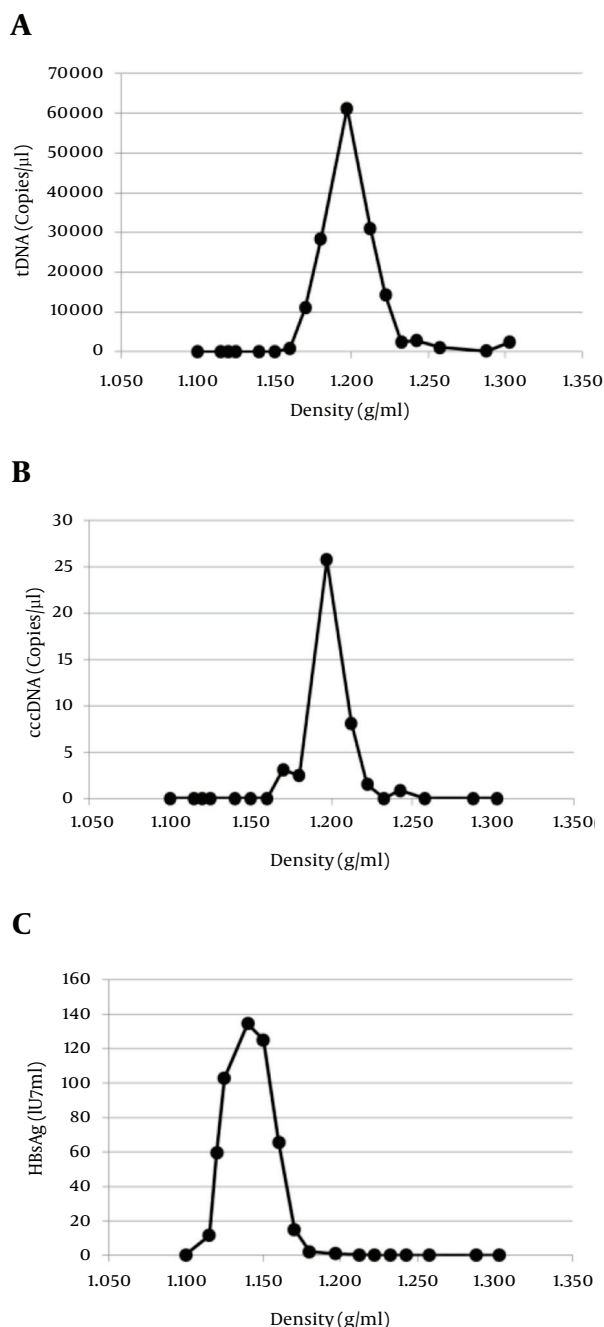 A
tDNA (Copies/µl)
70000
60000
50000
40000
30000
20000
10000
0
1.050 1.100 1.150 1.200 1.250 1.300 1.350
Density (g/ml)
B
cccDNA (Copies/µl)
30
25
20
15
10
5
0
1.050 1.100 1.150 1.200 1.250 1.300 1.350
Density (g/ml)
C
HBsAg (IU7ml)
160
140
120
100
80
60
40
20
0
1.050 1.100 1.150 1.200 1.250 1.300 1.350
Density (g/ml)